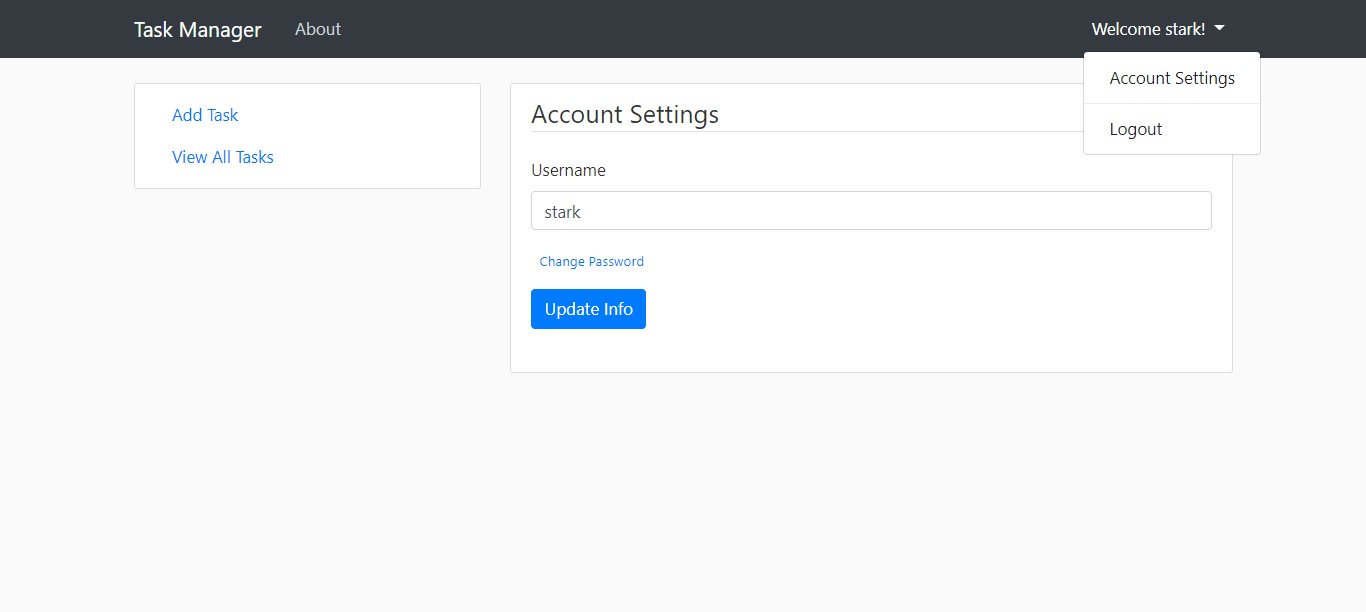 Task Manager
About
Welcome stark!
Account Settings
Logout
Add Task
View All Tasks
Account Settings
Username
stark
Change Password
Update Info